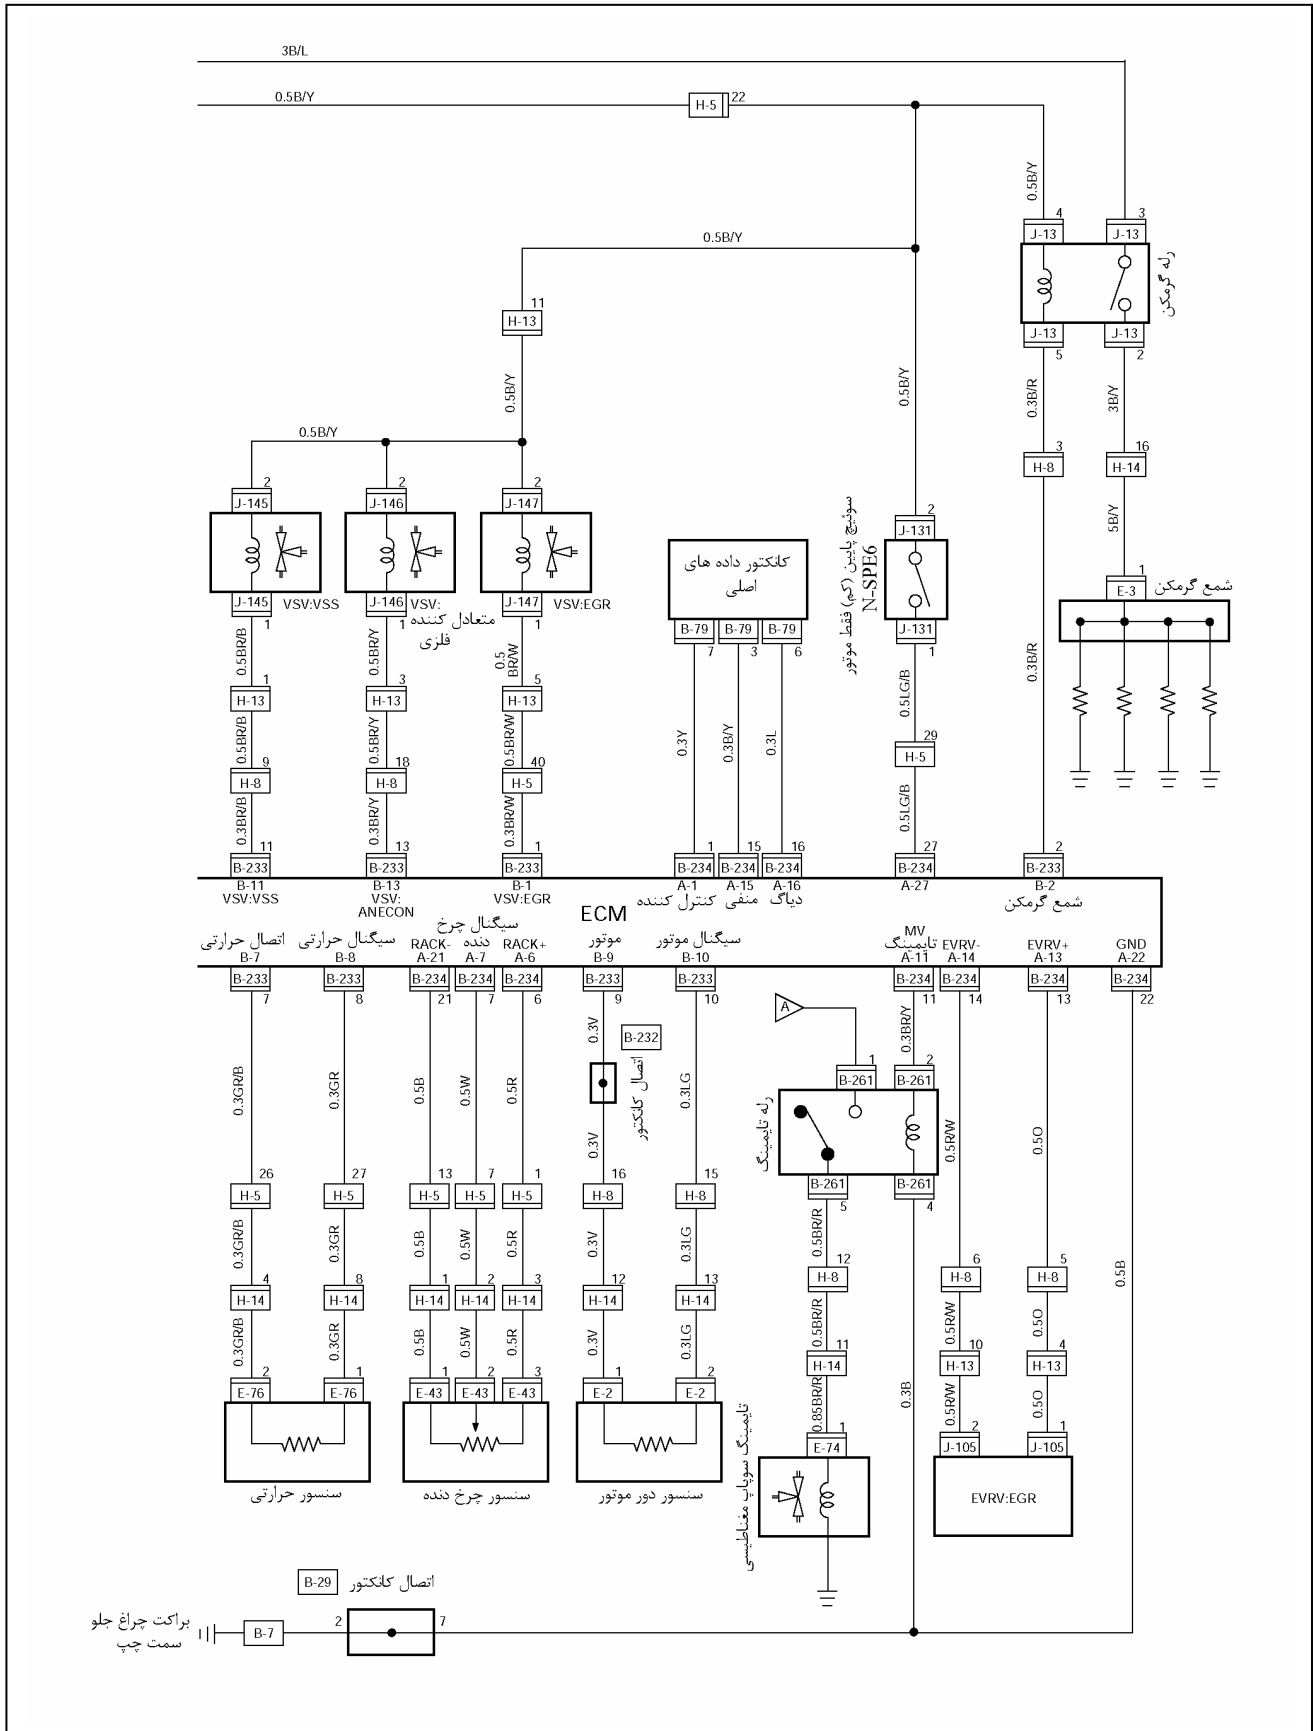 3B/L
0.5B/Y
H-5
22
0.5B/Y
4
3
J-13
J-13
0.5B/Y
رله گرمکن
11
H-13
J-13
J-13
5
2
0.5B/Y
0.5B/Y
0.3B/R
3B/Y
0.5B/Y
3
16
H-8
H-14
2
2
2
J-145
J-146
J-147
5B/Y
سوئیچ پایین (کم) فقط موتور
N-SPE6
2
J-131
کانکتور داده های
اصلی
1
E-3
شمع گرمکن
J-145
VSV:VSS
J-146
VSV:
متعادل کننده
فلزی
J-147
VSV:EGR
1
1
1
B-79
B-79
B-79
7
3
6
J-131
1
0.5BR/B
0.5BR/Y
0.5
BR/W
0.3B/R
1
3
5
H-13
H-13
H-13
0.5LG/B
0.5BR/B
0.5BR/Y
0.5BR/W
0.3Y
0.3B/Y
0.3L
29
H-5
9
18
40
H-8
H-8
H-5
0.3BR/B
0.3BR/Y
0.3BR/W
0.5LG/B
11
13
1
1
15
16
27
2
B-233
B-233
B-233
B-234
B-234
B-234
B-234
B-233
B-11
B-13
B-1
A-1
A-15
A-16
A-27
B-2
VSV:VSS
VSV:
ANECON
VSV:EGR
کنترل کننده
منفی
دیاگ
شمع گرمکن
ECM
اتصال حرارتی
سیگنال حرارتی
سیگنال چرخ
دنده
موتور
سیگنال موتور
MV
تایمینگ
RACK-
RACK+
EVRV-
EVRV+
GND
B-7
B-8
A-21
A-7
A-6
B-9
B-10
A-11
A-14
A-13
A-22
B-233
B-233
B-234
B-234
B-234
B-233
B-233
B-234
B-234
B-234
B-234
7
8
21
7
6
9
10
11
14
13
22
A
0.3V
B-232
اتصال کانکتور
0.3BR/Y
1
2
B-261
B-261
0.3GR/B
0.3GR
0.5B
0.5W
0.5R
0.3LG
رله تایمینگ
0.3V
0.5R/W
0.5O
26
27
13
7
1
16
15
H-5
H-5
H-5
H-5
H-5
H-8
H-8
B-261
B-261
5
4
0.3GR/B
0.3GR
0.5B
0.5W
0.5R
0.3V
0.3LG
0.5BR/R
12
6
5
H-8
H-8
H-8
4
8
1
2
3
12
13
H-14
H-14
H-14
H-14
H-14
H-14
H-14
0.5B
0.3GR/B
0.3GR
0.5B
0.5W
0.5R
0.3V
0.3LG
0.5BR/R
0.5R/W
0.5O
11
10
4
H-14
H-13
H-13
2
1
1
2
3
1
2
E-76
E-76
E-43
E-43
E-43
E-2
E-2
0.85BR/R
0.3B
0.5R/W
0.5O
1
2
1
E-74
J-105
J-105
سنسور حرارتی
سنسور چرخ دنده
سنسور دور موتور
تایمینگ سوپاپ مغناطیسی
EVRV:EGR
B-29
اتصال کانکتور
براکت چراغ جلو
سمت چپ
B-7
2
7